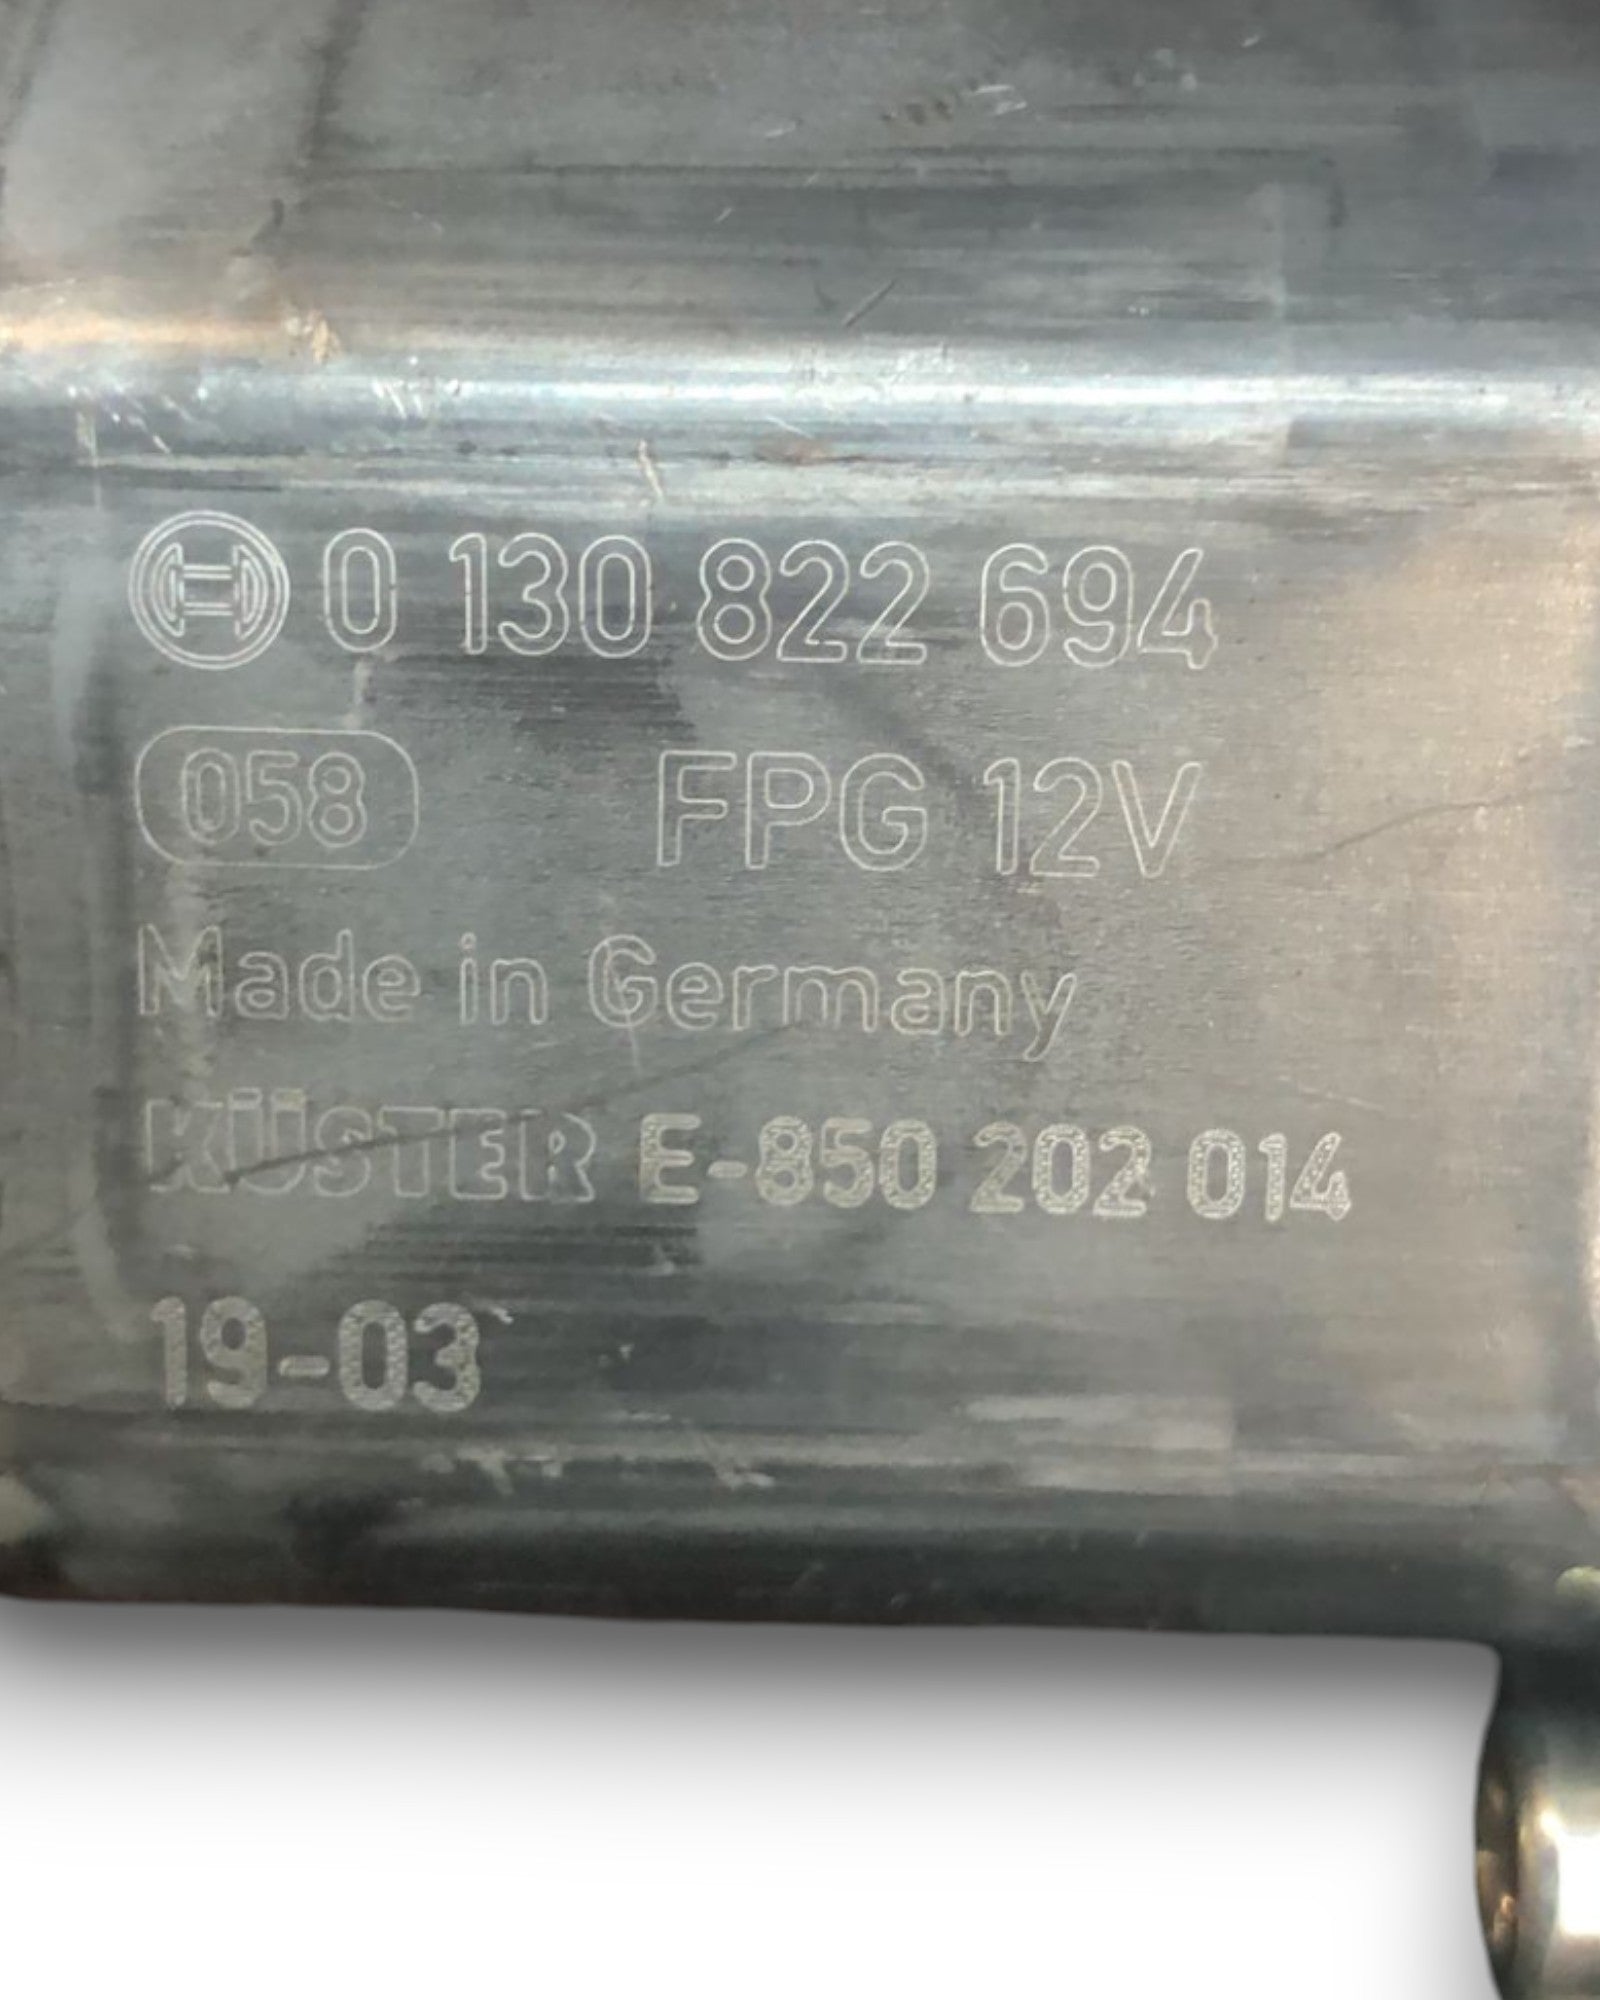 0 130 822 694
058 FPG 12V
Made in Germany
KÜSTER E-850 202 014
19-03